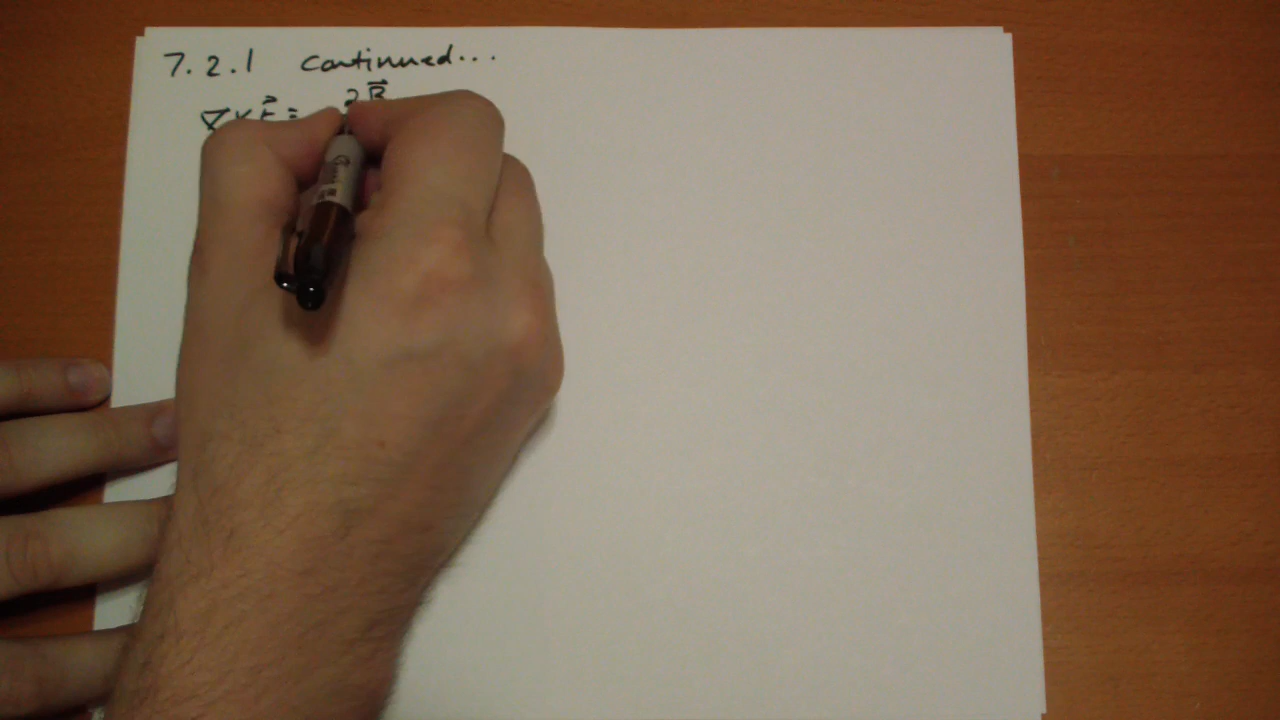 7.2.1 continued...
∂B⃗
∇×E⃗ =